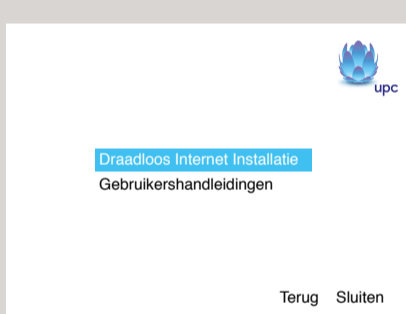 upc
Draadloos Internet Installatie
Gebruikershandleidingen
Terug Sluiten